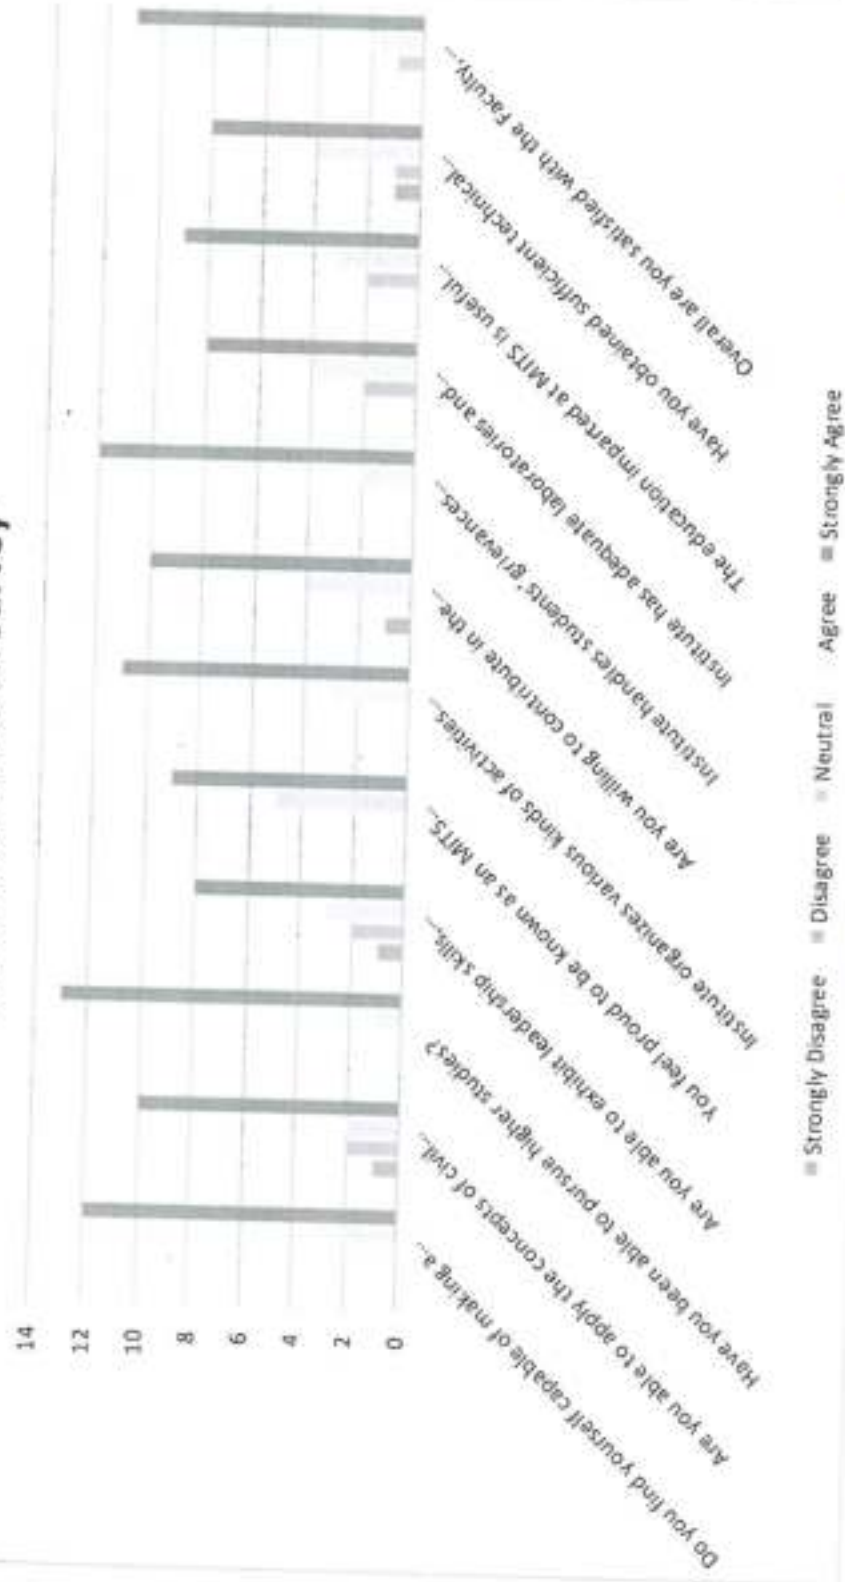 14
12
10
8
6
4
2
0
Do you find yourself capable of making a...
Are you able to apply the concepts of civil...
Have you been able to pursue higher studies?
Are you able to exhibit leadership skills,...
You feel proud to be known as an MITS...
Institute organizes various kinds of activities...
Are you willing to contribute in the...
Institute handles students' grievances...
Institute has adequate laboratories and...
The education imparted at MITS is useful...
Have you obtained sufficient technical...
Overall are you satisfied with the Faculty,...
Strongly Disagree Disagree Neutral Agree Strongly Agree